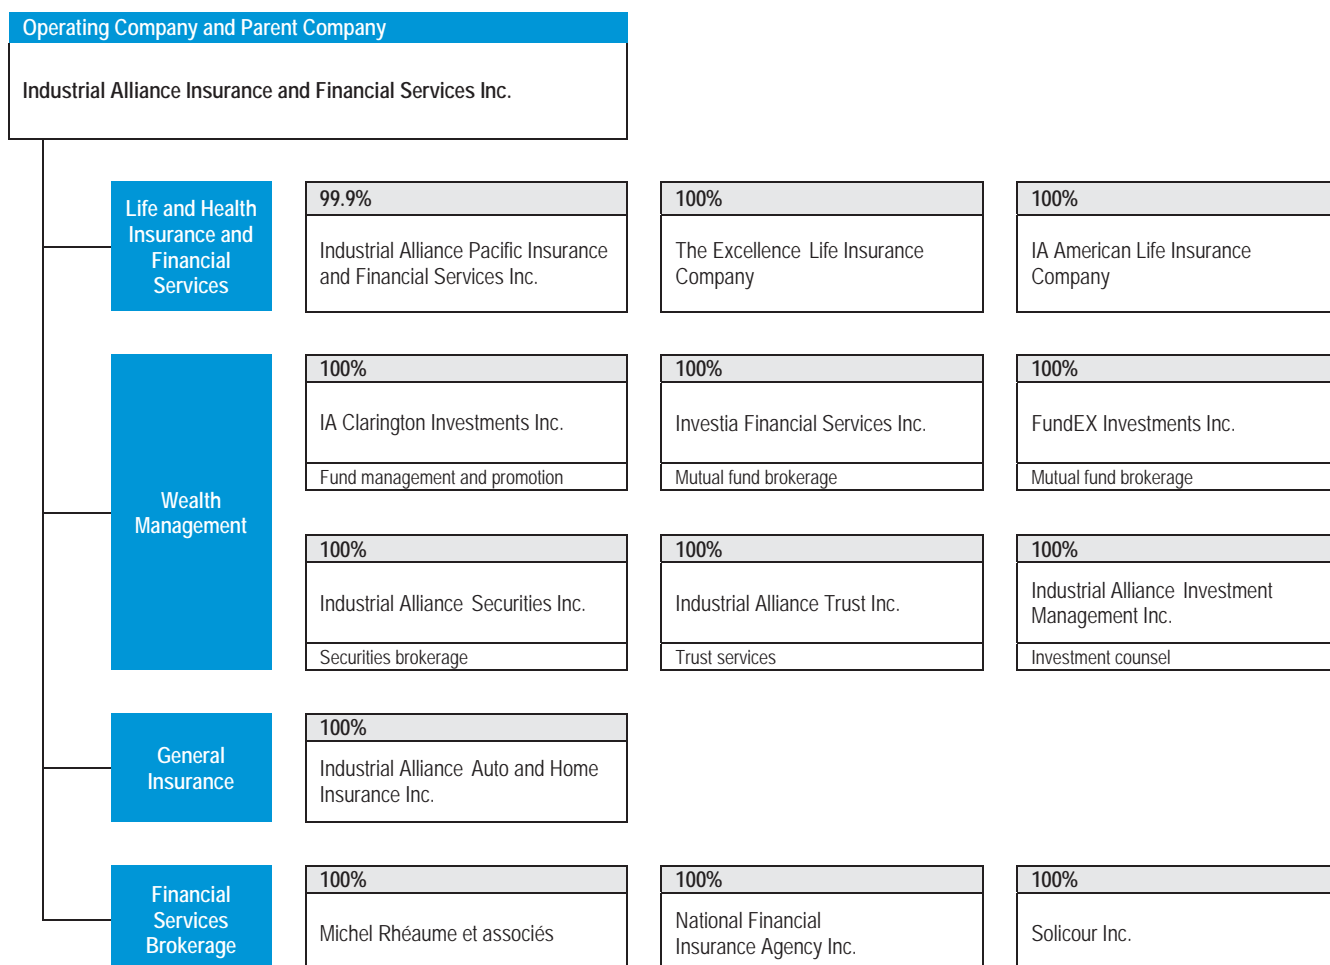 Operating Company and Parent Company
Industrial Alliance Insurance and Financial Services Inc.
Life and Health
Insurance and
Financial
Services
99.9%
Industrial Alliance Pacific Insurance
and Financial Services Inc.
100%
The Excellence Life Insurance
Company
100%
IA American Life Insurance
Company
Wealth
Management
100%
IA Clarington Investments Inc.
Fund management and promotion
100%
Investia Financial Services Inc.
Mutual fund brokerage
100%
FundEX Investments Inc.
Mutual fund brokerage
100%
Industrial Alliance Securities Inc.
Securities brokerage
100%
Industrial Alliance Trust Inc.
Trust services
100%
Industrial Alliance Investment
Management Inc.
Investment counsel
General
Insurance
100%
Industrial Alliance Auto and Home
Insurance Inc.
Financial
Services
Brokerage
100%
Michel Rhéaume et associés
100%
National Financial
Insurance Agency Inc.
100%
Solicour Inc.